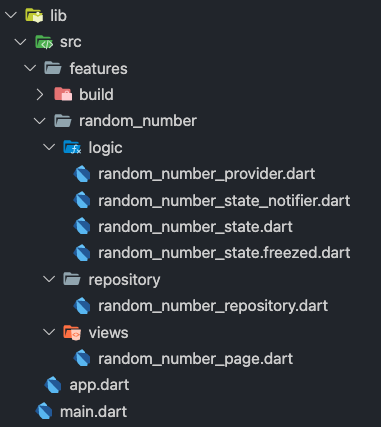 lib
src
features
build
random_number
logic
random_number_provider.dart
random_number_state_notifier.dart
random_number_state.dart
random_number_state.freezed.dart
repository
random_number_repository.dart
views
random_number_page.dart
app.dart
main.dart